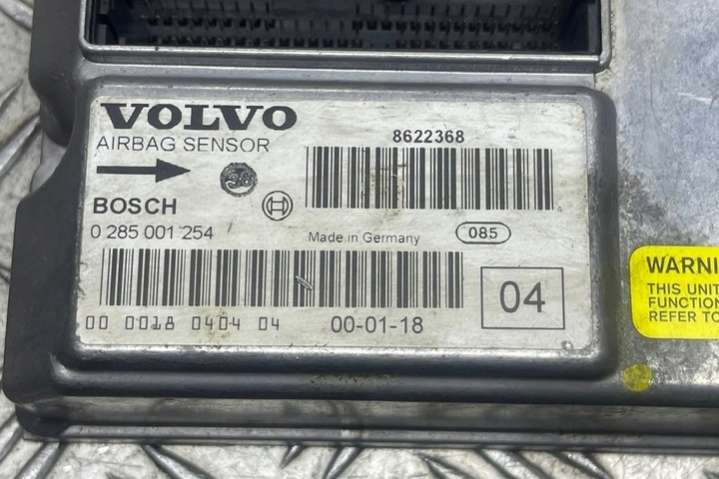 VOLVO
AIRBAG SENSOR
8622368
BOSCH
0 285 001 254
Made in Germany
085
04
00 0018 0404 04
00-01-18
WARNI
THIS UNIT
FUNCTION
REFER TO